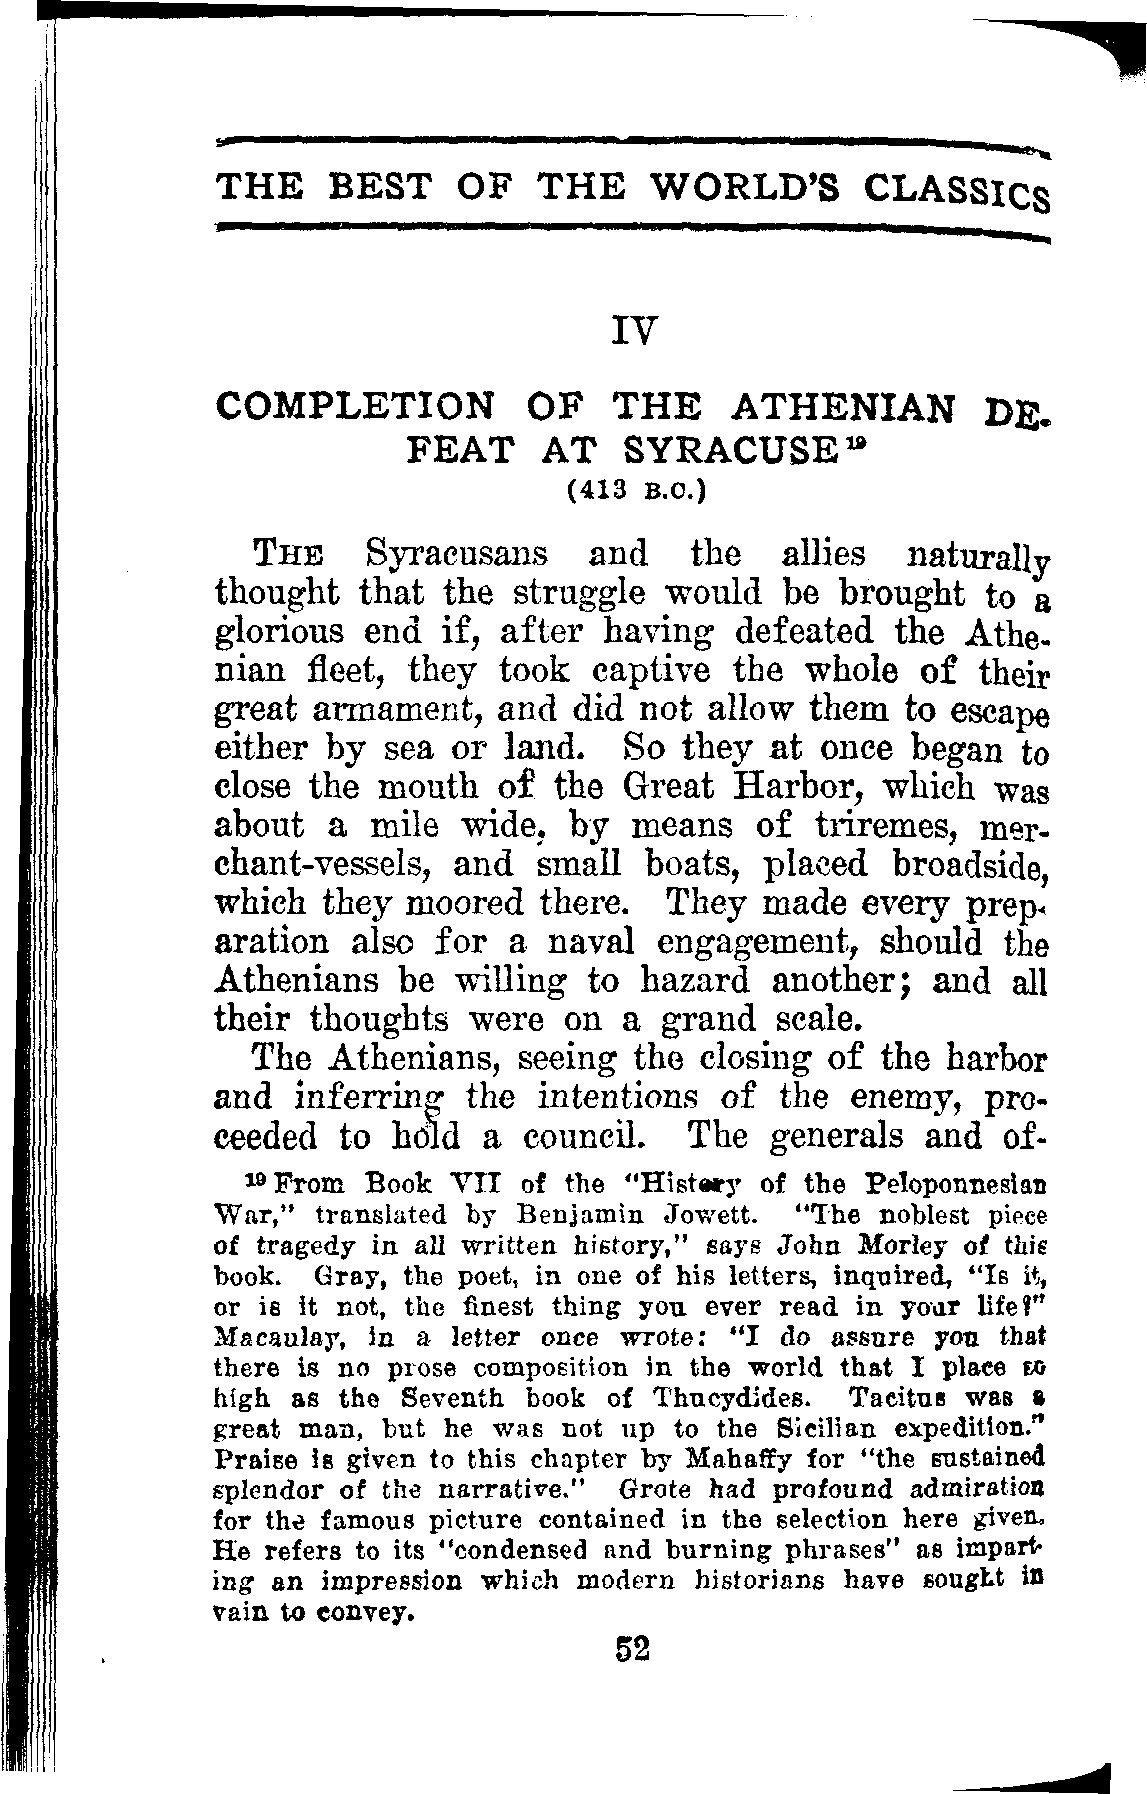 THE BEST OF THE WORLD'S CLASSICS
IV
COMPLETION OF THE ATHENIAN DE-
FEAT AT SYRACUSE¹⁹
(413 B.C.)
THE Syracusans and the allies naturally
thought that the struggle would be brought to a
glorious end if, after having defeated the Athe-
nian fleet, they took captive the whole of their
great armament, and did not allow them to escape
either by sea or land. So they at once began to
close the mouth of the Great Harbor, which was
about a mile wide, by means of triremes, mer-
chant-vessels, and small boats, placed broadside,
which they moored there. They made every prep-
aration also for a naval engagement, should the
Athenians be willing to hazard another; and all
their thoughts were on a grand scale.
The Athenians, seeing the closing of the harbor
and inferring the intentions of the enemy, pro-
ceeded to hold a council. The generals and of-
¹⁹ From Book VII of the "History of the Peloponnesian
War," translated by Benjamin Jowett. "The noblest piece
of tragedy in all written history," says John Morley of this
book. Gray, the poet, in one of his letters, inquired, "Is it,
or is it not, the finest thing you ever read in your life?"
Macaulay, in a letter once wrote: "I do assure you that
there is no prose composition in the world that I place so
high as the Seventh book of Thucydides. Tacitus was a
great man, but he was not up to the Sicilian expedition."
Praise is given to this chapter by Mahaffy for "the sustained
splendor of the narrative." Grote had profound admiration
for the famous picture contained in the selection here given.
He refers to its "condensed and burning phrases" as impart-
ing an impression which modern historians have sought in
vain to convey.
52